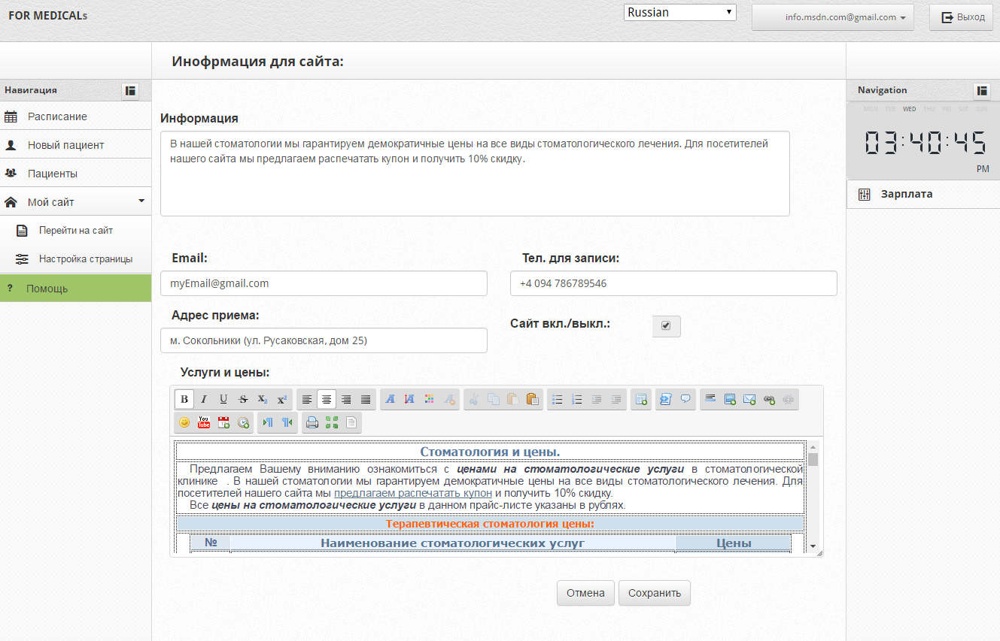 FOR MEDICALs
Russian
info.msdn.com@gmail.com
Выход
Инофрмация для сайта:
Навигация
Расписание
Новый пациент
Пациенты
Мой сайт
Перейти на сайт
Настройка страницы
? Помощь
Информация
В нашей стоматологии мы гарантируем демократичные цены на все виды стоматологического лечения. Для посетителей
нашего сайта мы предлагаем распечатать купон и получить 10% скидку.
Email:
Тел. для записи:
myEmail@gmail.com
+4 094 786789546
Адрес приема:
Сайт вкл./выкл.:
м. Сокольники (ул. Русаковская, дом 25)
Услуги и цены:
B I U S X₂ X²
You Tube
Стоматология и цены.
Предлагаем Вашему вниманию ознакомиться с ценами на стоматологические услуги в стоматологической
клинике . В нашей стоматологии мы гарантируем демократичные цены на все виды стоматологического лечения. Для
посетителей нашего сайта мы предлагаем распечатать купон и получить 10% скидку.
Все цены на стоматологические услуги в данном прайс-листе указаны в рублях.
Терапевтическая стоматология цены:
№ Наименование стоматологических услуг Цены
Отмена Сохранить
Navigation
MON TUE WED THU FRI SAT SUN
03:40:45
PM
Зарплата